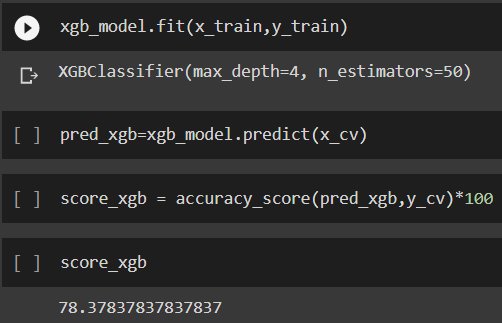 xgb_model.fit(x_train,y_train)
XGBClassifier(max_depth=4, n_estimators=50)
[ ] pred_xgb=xgb_model.predict(x_cv)
[ ] score_xgb = accuracy_score(pred_xgb,y_cv)*100
[ ] score_xgb
78.37837837837837